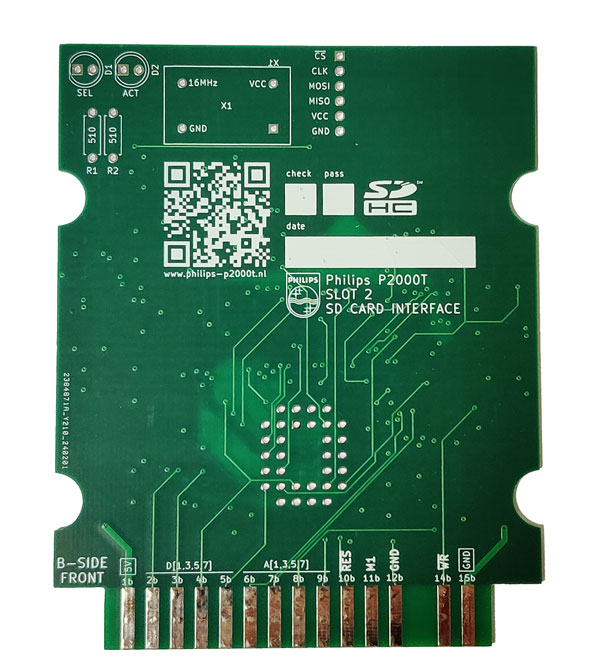 CS
CLK
MOSI
MISO
VCC
GND
X1
16MHz
VCC
X1
GND
D1
D2
SEL
ACT
510
510
R1
R2
check
pass
SD™
HC
date
www.philips-p2000t.nl
PHILIPS
Philips P2000T
SLOT 2
SD CARD INTERFACE
2384871A_Y210_240201
B-SIDE
FRONT
5V
D[1,3,5,7]
A[1,3,5,7]
RES
M1
GND
WR
GND
1b
2b
3b
4b
5b
6b
7b
8b
9b
10b
11b
12b
14b
15b